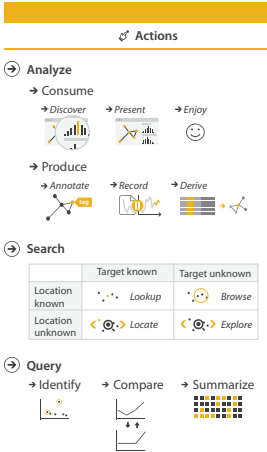 Actions
Analyze
Consume
Discover Present Enjoy
Produce
Annotate Record Derive
tag
Search
Target known Target unknown
Location known Lookup Browse
Location unknown Locate Explore
Query
Identify Compare Summarize